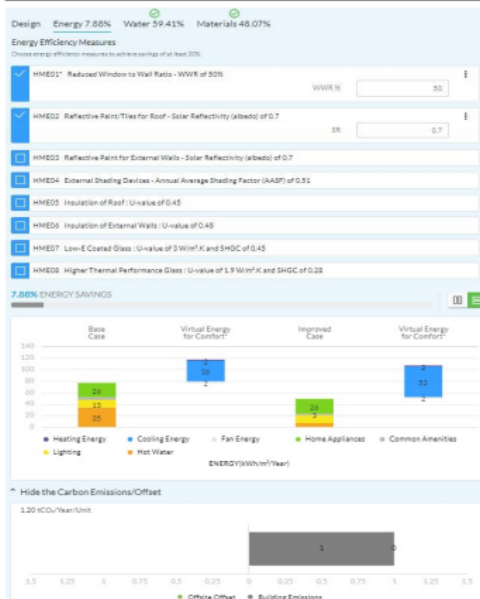 Design Energy 7.88% Water 59.41% Materials 48.07%
Energy Efficiency Measures
Choose energy efficiency measures to achieve savings of at least 20%.
HME01* Reduced Window to Wall Ratio - WWR of 50%
WWR % 50
HME02 Reflective Paint/Tiles for Roof - Solar Reflectivity (albedo) of 0.7
SR 0.7
HME03 Reflective Paint for External Walls - Solar Reflectivity (albedo) of 0.7
HME04 External Shading Devices - Annual Average Shading Factor (AASF) of 0.51
HME05 Insulation of Roof : U-value of 0.45
HME06 Insulation of External Walls : U-value of 0.48
HME07 Low-E Coated Glass : U-value of 3 W/m².K and SHGC of 0.45
HME08 Higher Thermal Performance Glass : U-value of 1.9 W/m².K and SHGC of 0.28
7.88% ENERGY SAVINGS
Base Case Virtual Energy for Comfort* Improved Case Virtual Energy for Comfort*
140
120
100
80
60
40
20
0
26
15
35
2
36
2
26
3
2
53
2
Heating Energy Cooling Energy Fan Energy Home Appliances Common Amenities
Lighting Hot Water
ENERGY(kWh/m²/Year)
Hide the Carbon Emissions/Offset
1.20 tCO₂/Year/Unit
1 0
1.5 1.25 1 0.75 0.5 0.25 0 0.25 0.5 0.75 1 1.25 1.5
Offsite Offset Building Emissions